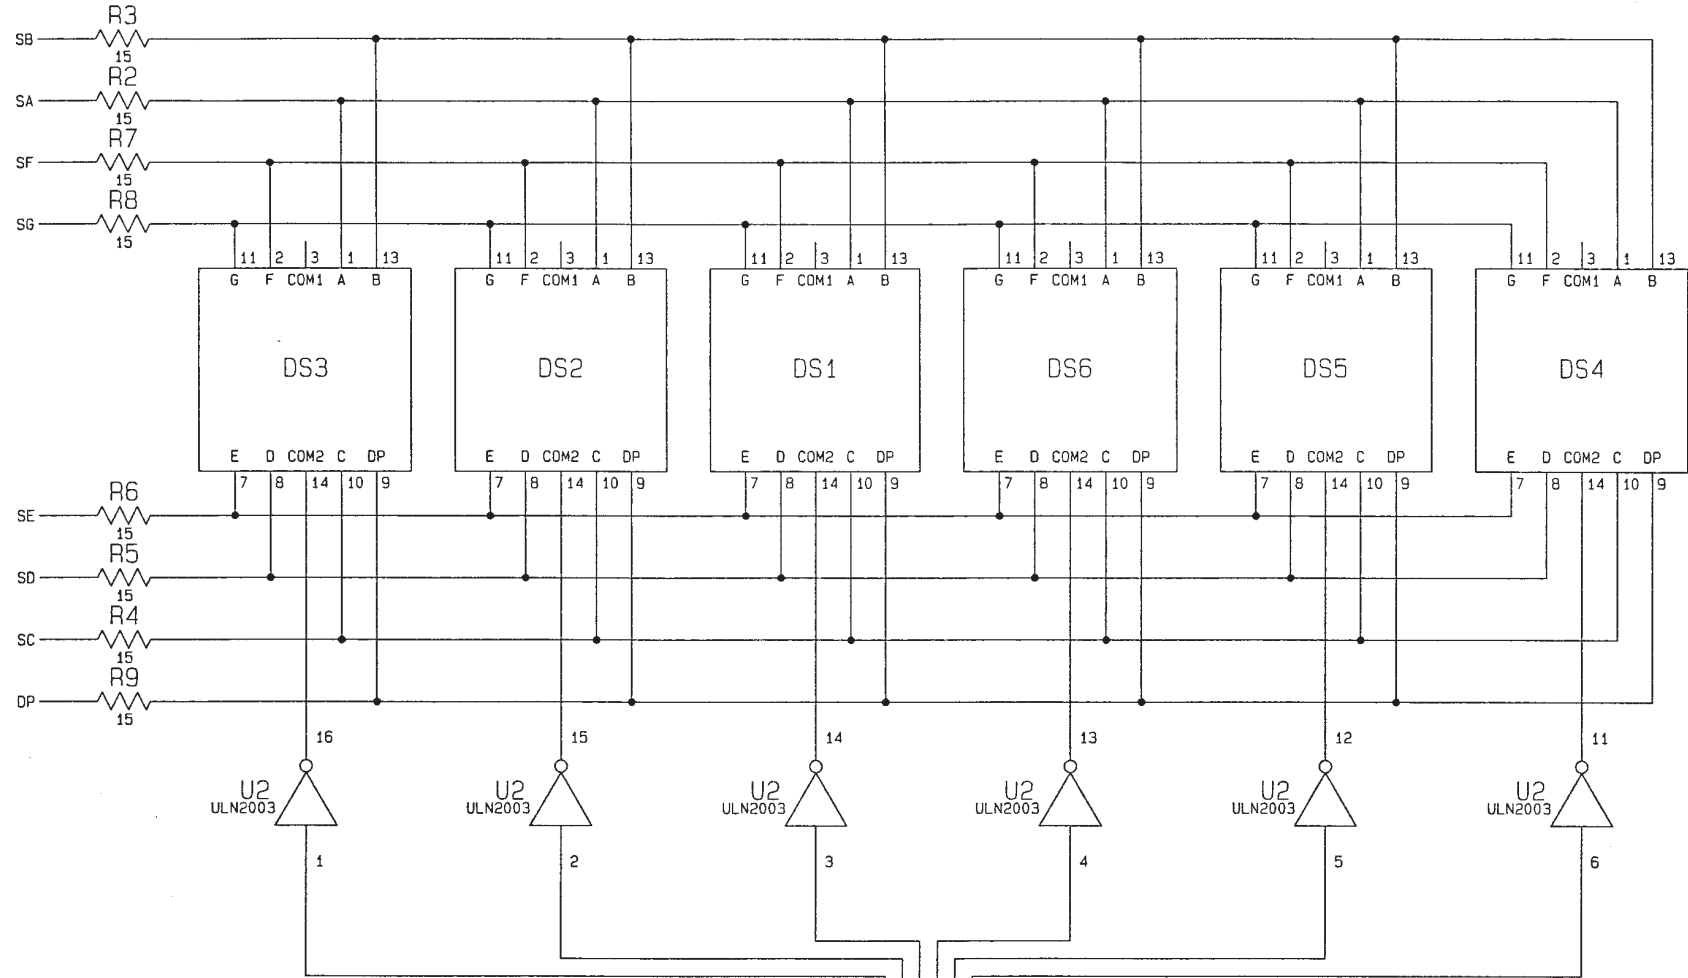 R3
SB
15
R2
SA
15
R7
SF
15
R8
SG
15
11 2 3 1 13 11 2 3 1 13 11 2 3 1 13 11 2 3 1 13 11 2 3 1 13 11 2 3 1 13
G F COM1 A B G F COM1 A B G F COM1 A B G F COM1 A B G F COM1 A B G F COM1 A B
DS3 DS2 DS1 DS6 DS5 DS4
E D COM2 C DP E D COM2 C DP E D COM2 C DP E D COM2 C DP E D COM2 C DP E D COM2 C DP
7 8 14 10 9 7 8 14 10 9 7 8 14 10 9 7 8 14 10 9 7 8 14 10 9 7 8 14 10 9
R6
SE
15
R5
SD
15
R4
SC
15
R9
DP
15
16 15 14 13 12 11
U2 U2 U2 U2 U2 U2
ULN2003 ULN2003 ULN2003 ULN2003 ULN2003 ULN2003
1 2 3 4 5 6